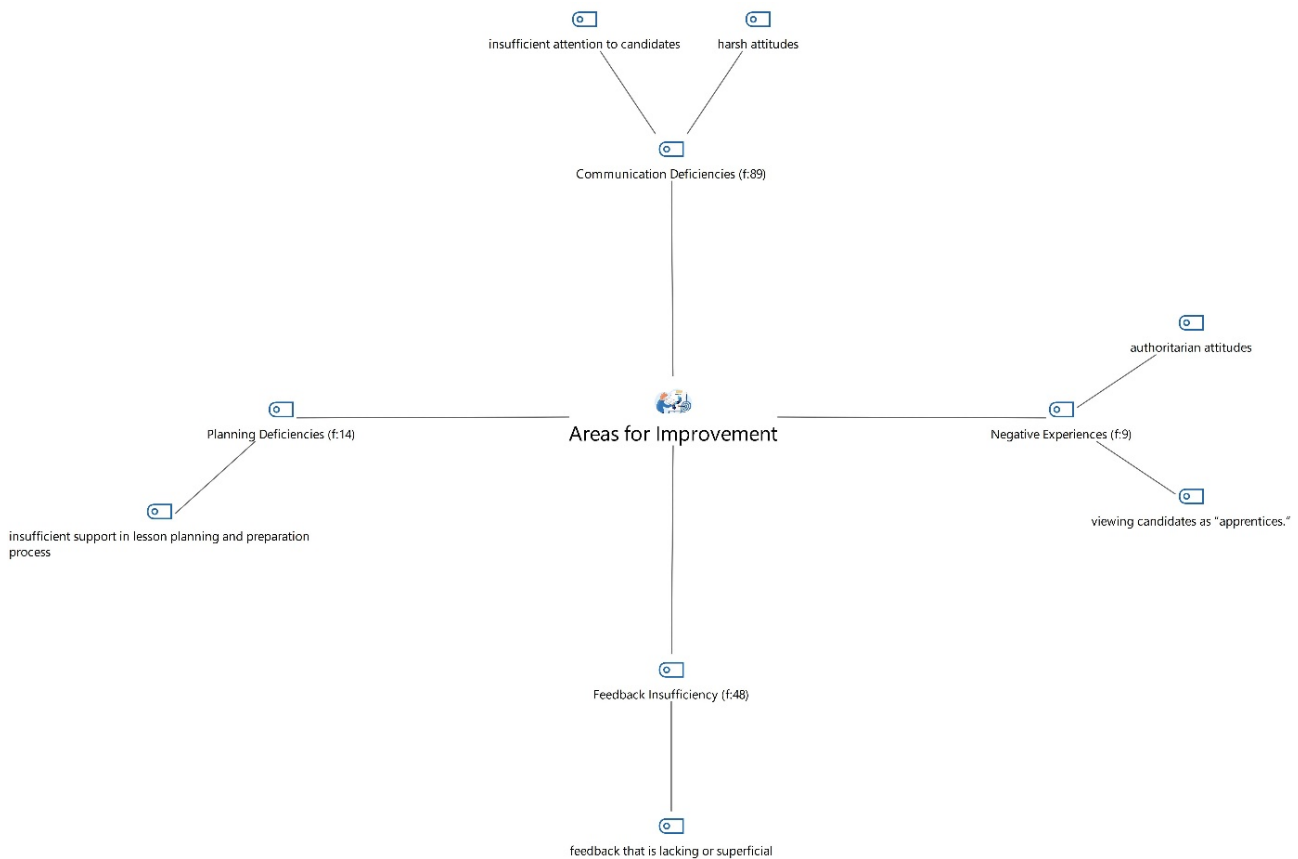 insufficient attention to candidates
harsh attitudes
Communication Deficiencies (f:89)
authoritarian attitudes
Areas for Improvement
Planning Deficiencies (f:14)
Negative Experiences (f:9)
viewing candidates as "apprentices."
insufficient support in lesson planning and preparation
process
Feedback Insufficiency (f:48)
feedback that is lacking or superficial